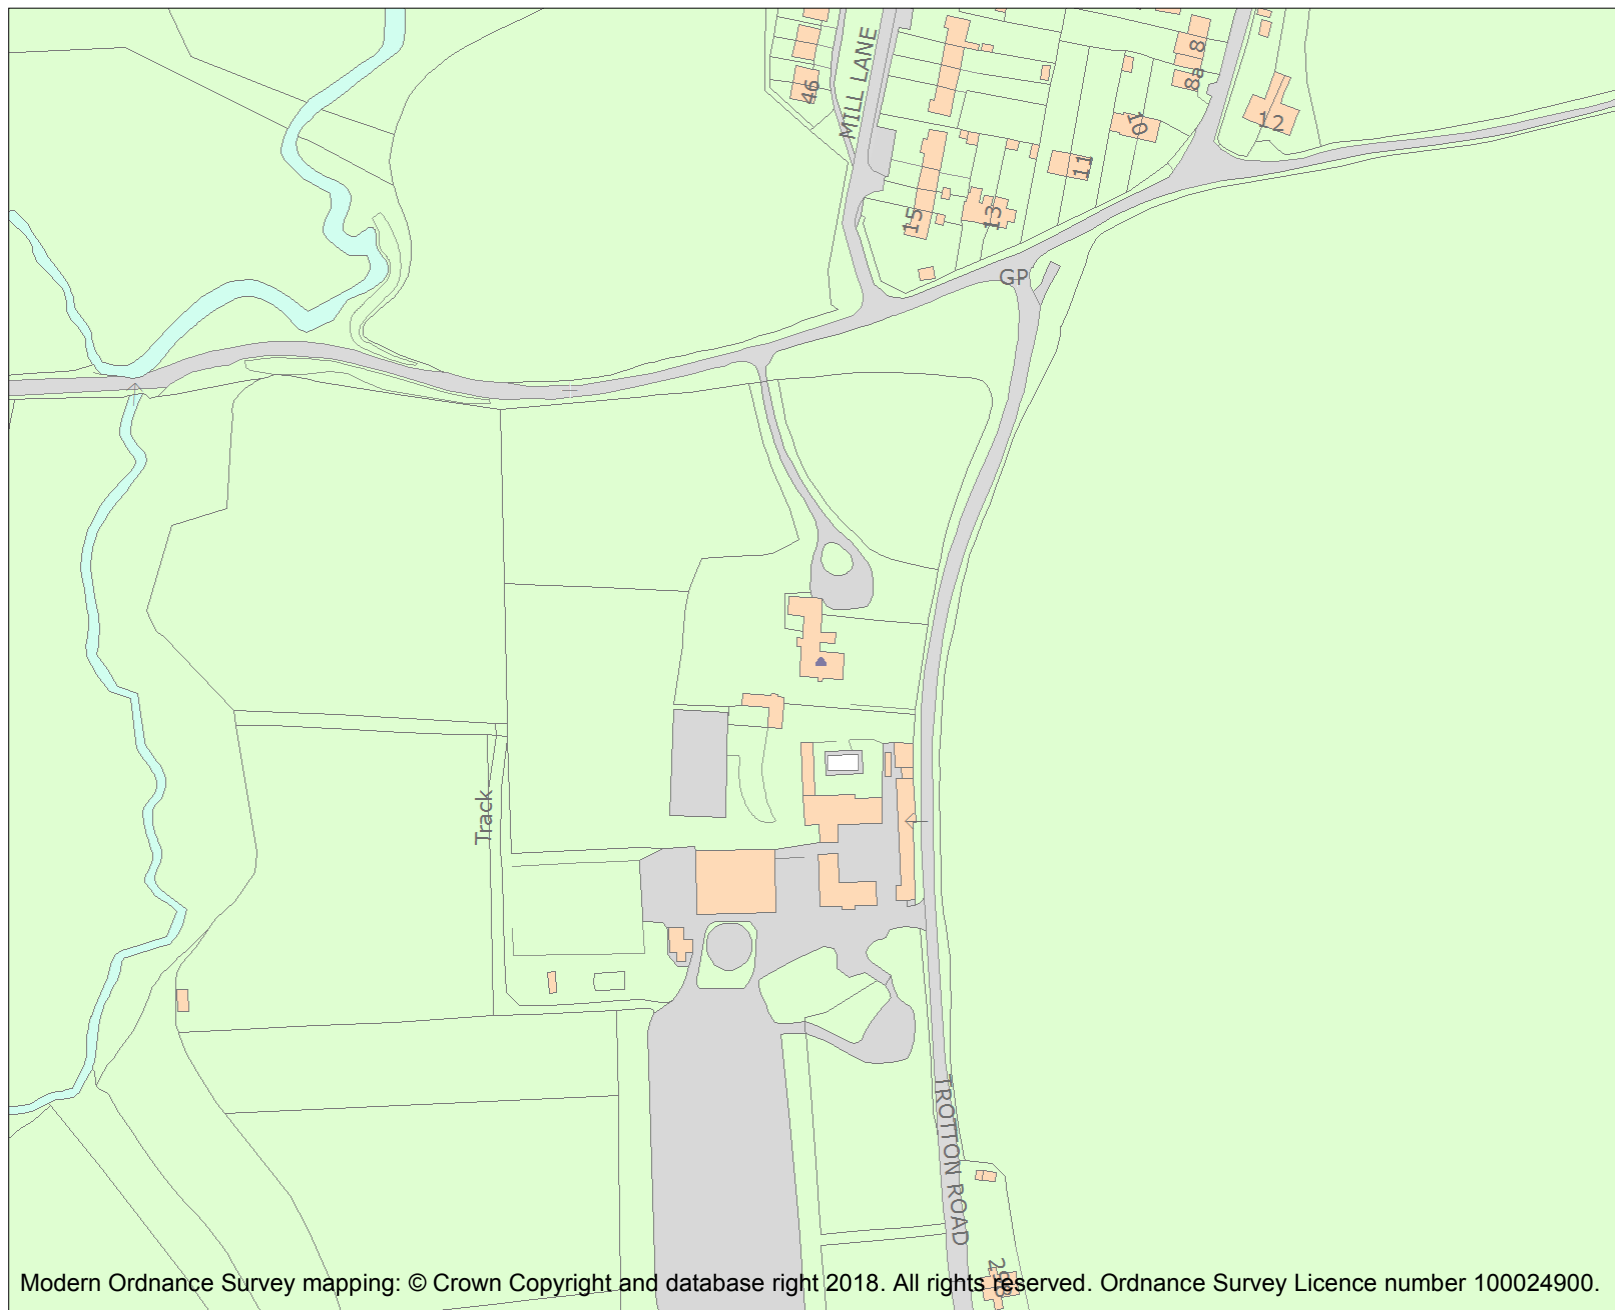 MILL LANE
46
8
8a
10
12
11
13
15
GP
Track
TROTTON ROAD
Modern Ordnance Survey mapping: © Crown Copyright and database right 2018. All rights reserved. Ordnance Survey Licence number 100024900.